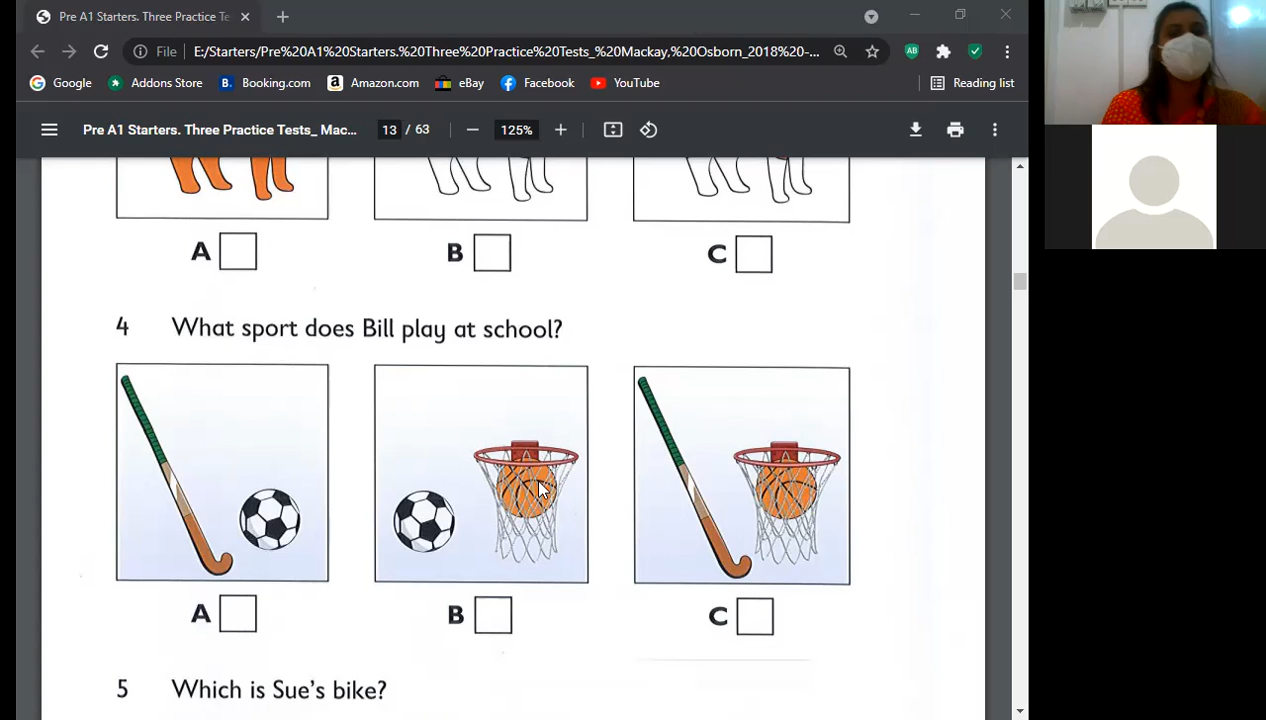 Pre A1 Starters. Three Practice Te
File E:/Starters/Pre%20A1%20Starters.%20Three%20Practice%20Tests_%20Mackay,%20Osborn_2018%20-...
AB
Google Addons Store B. Booking.com a Amazon.com eBay Facebook YouTube Reading list
Pre A1 Starters. Three Practice Tests_ Mac... 13 / 63 125%
A B C
4 What sport does Bill play at school?
A B C
5 Which is Sue's bike?